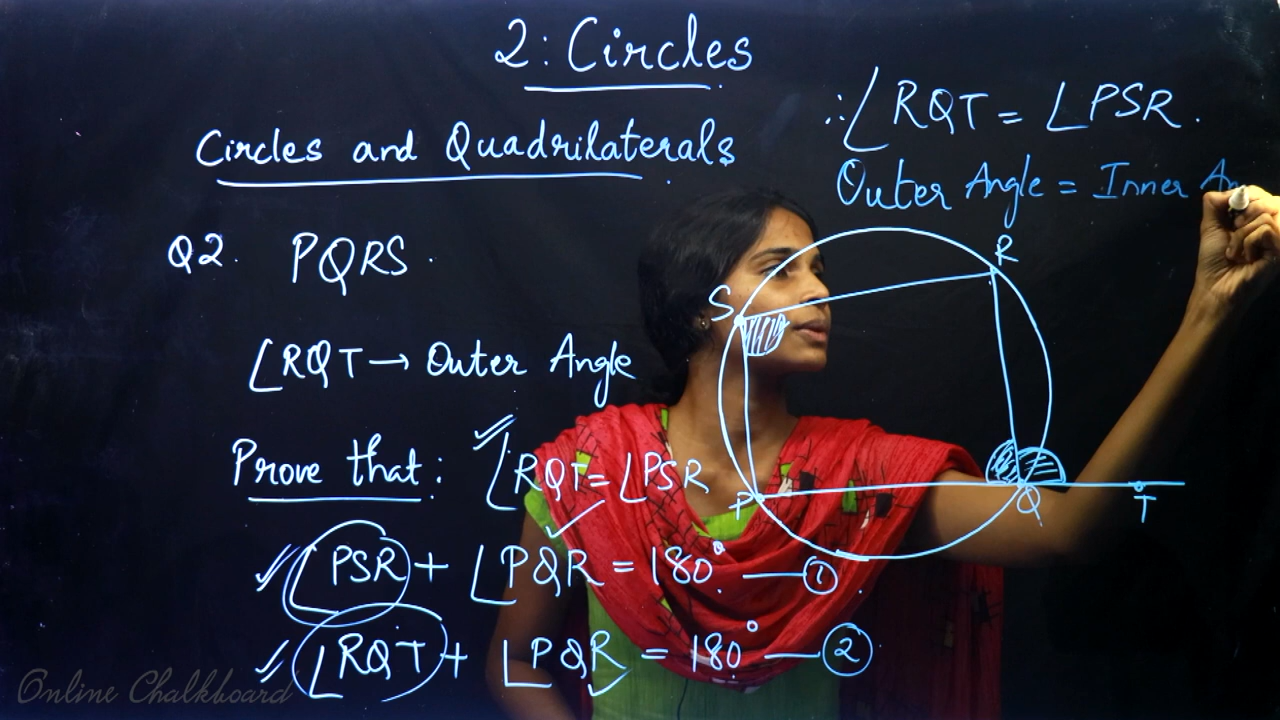 2: Circles
Circles and Quadrilaterals
Q2. PQRS.
∠RQT → Outer Angle
Prove that: ∠RQT = ∠PSR
∠PSR + ∠PQR = 180°. — ①
∠RQT + ∠PQR = 180°. — ②
∴ ∠RQT = ∠PSR.
Outer Angle = Inner An
R
S
P
Q
T
Online Chalkboard